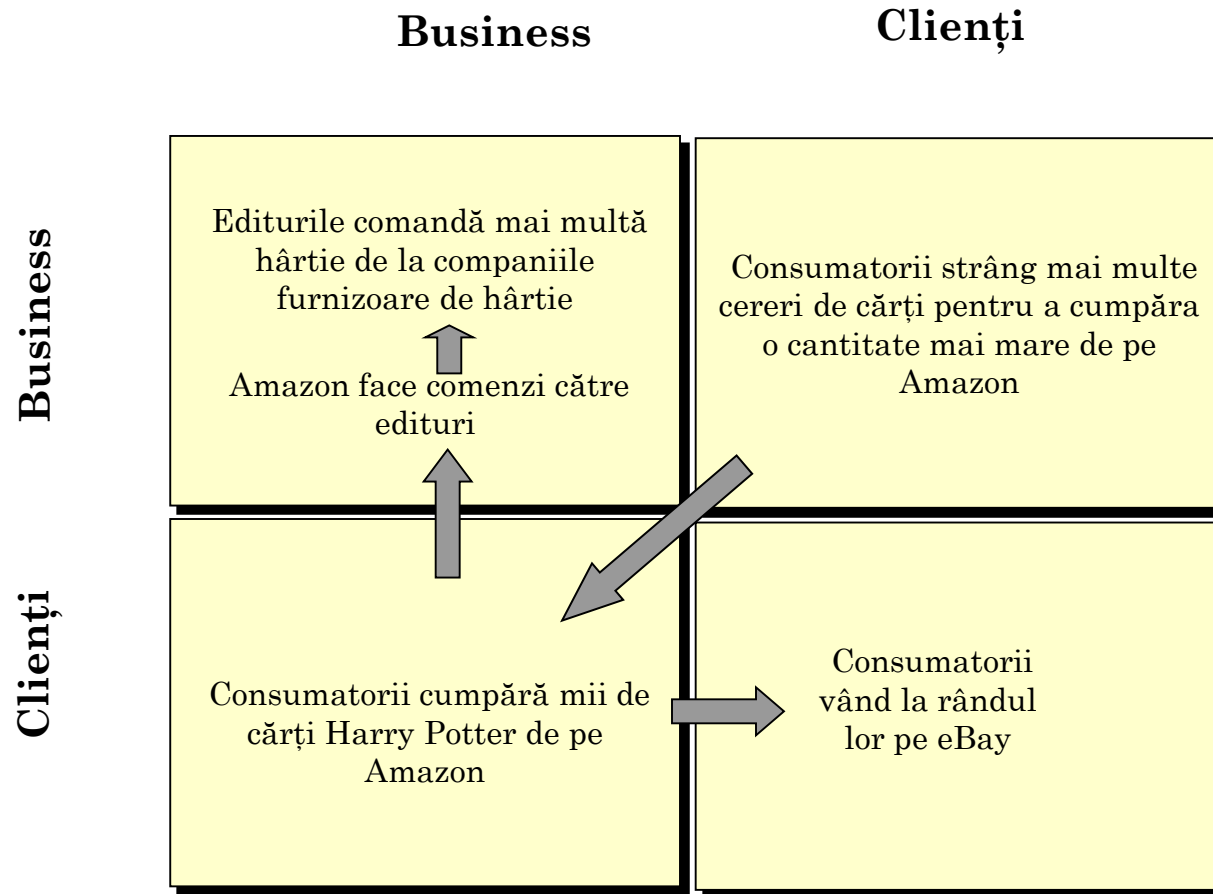 Business
Clienți
Business
Editurile comandă mai multă
hârtie de la companiile
furnizoare de hârtie
Amazon face comenzi către
edituri
Consumatorii strâng mai multe
cereri de cărți pentru a cumpăra
o cantitate mai mare de pe
Amazon
Clienți
Consumatorii cumpără mii de
cărți Harry Potter de pe
Amazon
Consumatorii
vând la rândul
lor pe eBay